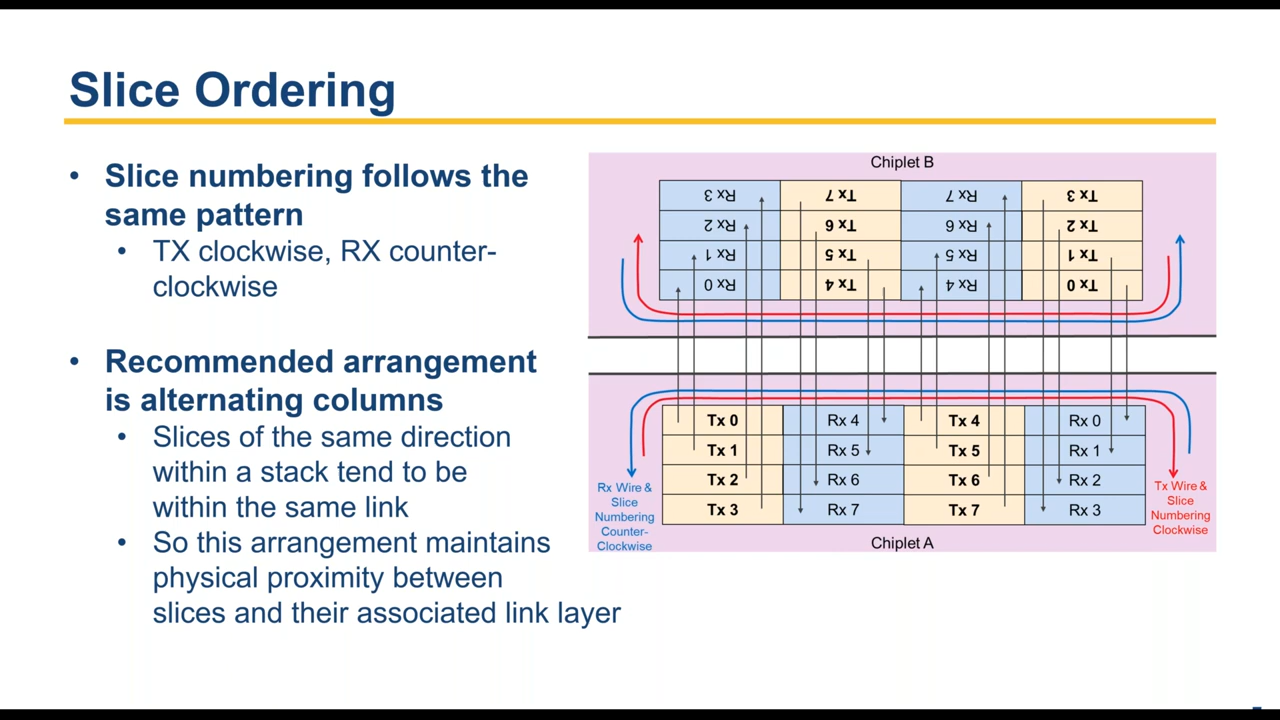 Slice Ordering
• Slice numbering follows the
same pattern
• TX clockwise, RX counter-
clockwise
• Recommended arrangement
is alternating columns
• Slices of the same direction
within a stack tend to be
within the same link
• So this arrangement maintains
physical proximity between
slices and their associated link layer
Chiplet B
Rx 3 Tx 7 Rx 7 Tx 3
Rx 2 Tx 6 Rx 6 Tx 2
Rx 1 Tx 5 Rx 5 Tx 1
Rx 0 Tx 4 Rx 4 Tx 0
Tx 0 Rx 4 Tx 4 Rx 0
Tx 1 Rx 5 Tx 5 Rx 1
Tx 2 Rx 6 Tx 6 Rx 2
Tx 3 Rx 7 Tx 7 Rx 3
Rx Wire &
Slice
Numbering
Counter-
Clockwise
Tx Wire &
Slice
Numbering
Clockwise
Chiplet A